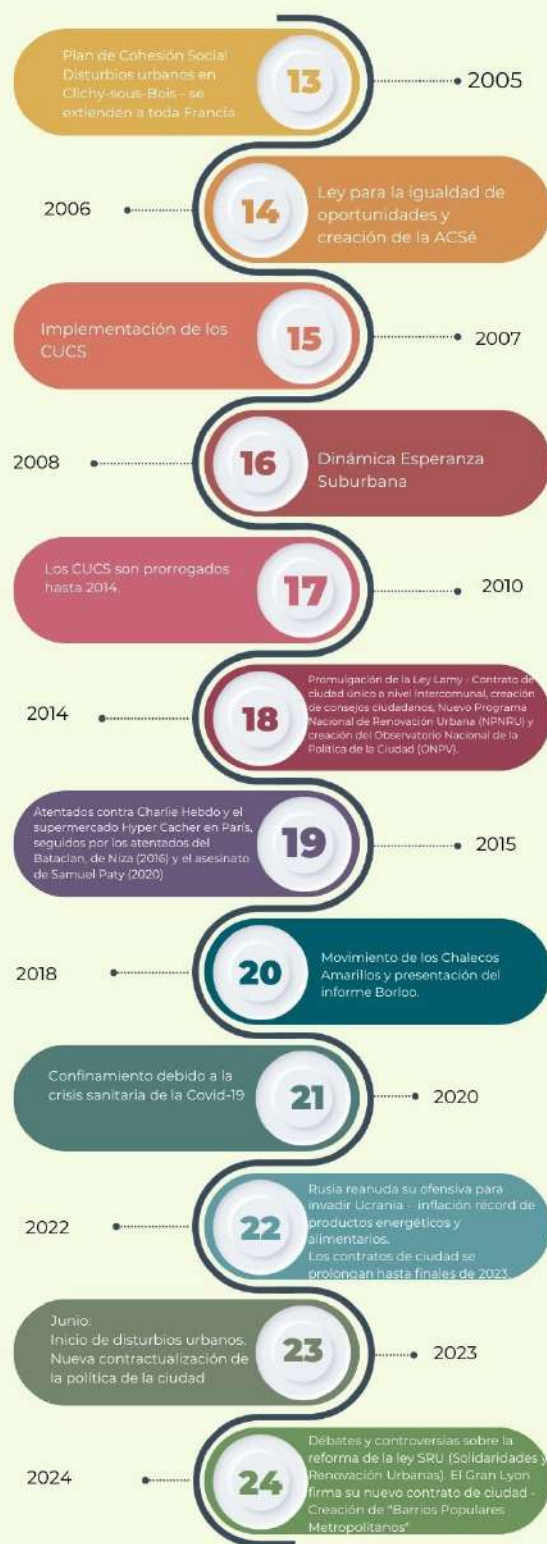 Plan de Cohesión Social
Disturbios urbanos en
Clichy-sous-Bois - se
extienden a toda Francia.
13
2005
2006
14
Ley para la igualdad de
oportunidades y
creación de la ACSé
Implementación de los
CUCS
15
2007
2008
16
Dinámica Esperanza
Suburbana
Los CUCS son prorrogados
hasta 2014.
17
2010
2014
18
Promulgación de la Ley Lamy - Contrato de
ciudad único a nivel intercomunal, creación
de consejos ciudadanos, Nuevo Programa
Nacional de Renovación Urbana (NPNRU) y
creación del Observatorio Nacional de la
Política de la Ciudad (ONPV).
Atentados contra Charlie Hebdo y el
supermercado Hyper Cacher en París,
seguidos por los atentados del
Bataclan, de Niza (2016) y el asesinato
de Samuel Paty (2020)
19
2015
2018
20
Movimiento de los Chalecos
Amarillos y presentación del
informe Borloo.
Confinamiento debido a la
crisis sanitaria de la Covid-19
21
2020
2022
22
Rusia reanuda su ofensiva para
invadir Ucrania - inflación récord de
productos energéticos y
alimentarios.
Los contratos de ciudad se
prolongan hasta finales de 2023.
Junio:
Inicio de disturbios urbanos.
Nueva contractualización de
la política de la ciudad
23
2023
2024
24
Débates y controversias sobre la
reforma de la ley SRU (Solidaridades y
Renovación Urbanas). El Gran Lyon
firma su nuevo contrato de ciudad -
Creación de "Barrios Populares
Metropolitanos"